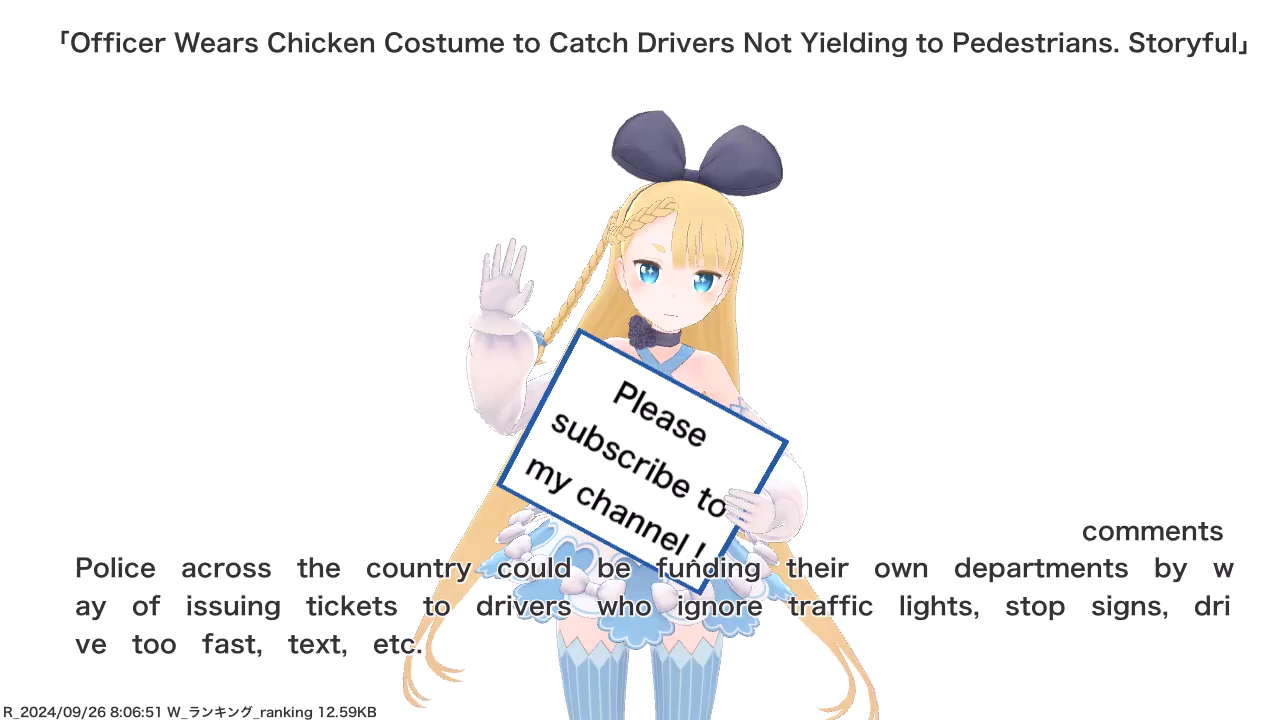 「Officer Wears Chicken Costume to Catch Drivers Not Yielding to Pedestrians. Storyful」
Please
subscribe to
my channel !
comments
Police across the country could be funding their own departments by w
ay of issuing tickets to drivers who ignore traffic lights, stop signs, dri
ve too fast, text, etc.
R_2024/09/26 8:06:51 W_ランキング_ranking 12.59KB